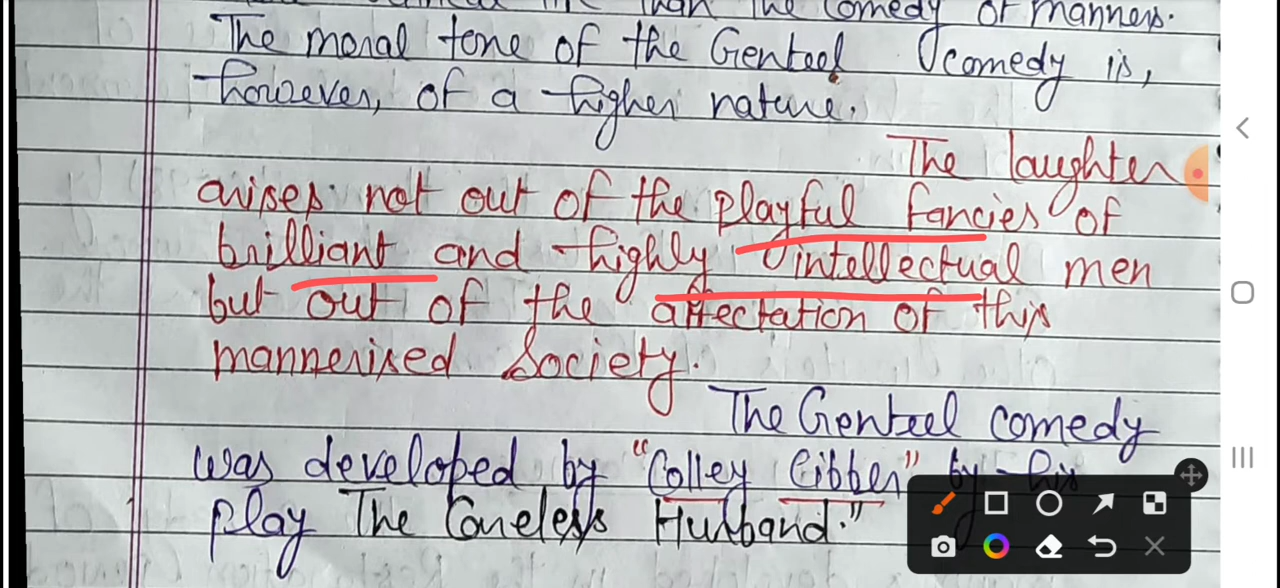 than the Comedy of manners.
The moral tone of the Genteel comedy is,
however, of a higher nature.
The laughter
arises not out of the playful fancies of
brilliant and highly intellectual men
but out of the affectation of this
mannerised Society.
The Genteel comedy
was developed by "Colley Cibber" by his
play The Careless Husband."